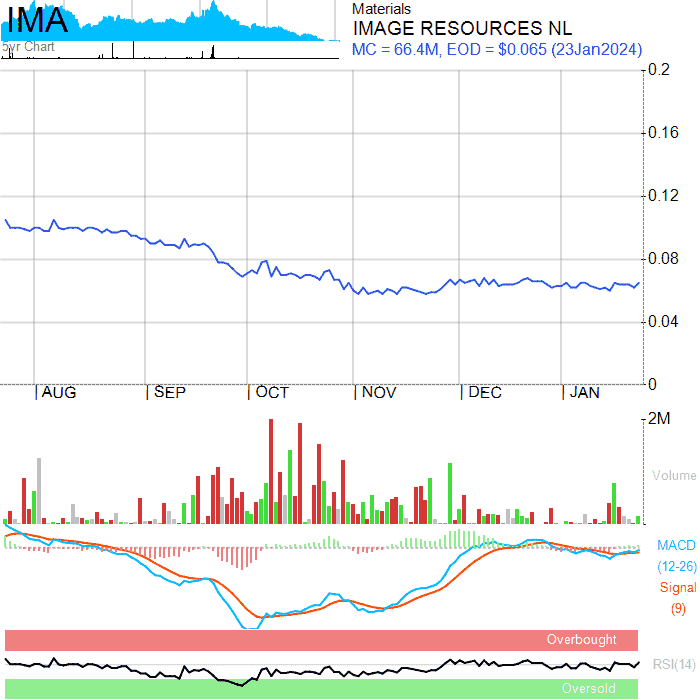 IMA
5yr Chart
Materials
IMAGE RESOURCES NL
MC = 66.4M, EOD = $0.065 (23Jan2024)
0.2
0.16
0.12
0.08
0.04
0
AUG SEP OCT NOV DEC JAN
2M
Volume
MACD
(12-26)
Signal
(9)
Overbought
RSI(14)
Oversold